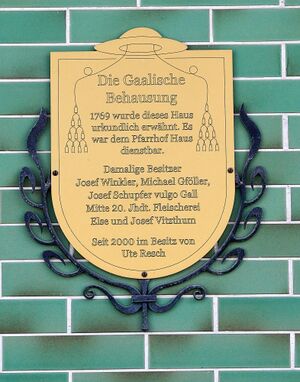 Die Gaalische
Behausung
1769 wurde dieses Haus
urkundlich erwähnt. Es
war dem Pfarrhof Haus
dienstbar.
Damalige Besitzer
Josef Winkler, Michael Gföller,
Josef Schupfer vulgo Gall
Mitte 20. Jhdt. Fleischerei
Else und Josef Vitzthum
Seit 2000 im Besitz von
Ute Resch